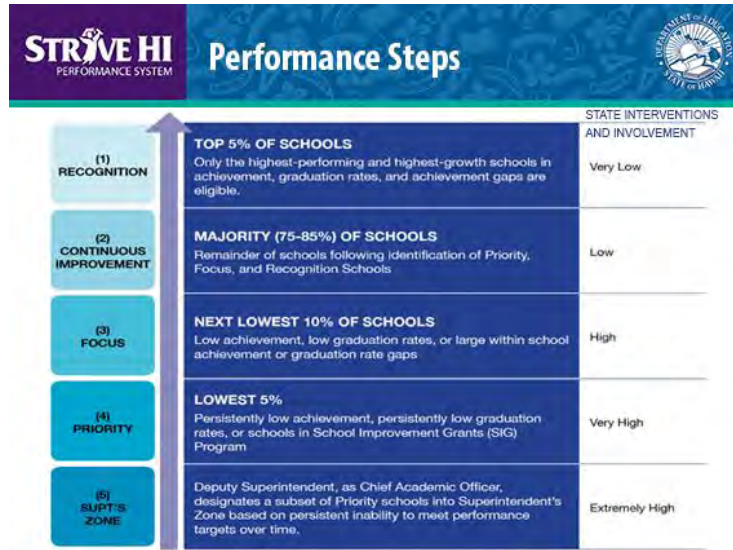 STRIVE HI
PERFORMANCE SYSTEM
Performance Steps
DEPARTMENT OF EDUCATION
STATE OF HAWAII
STATE INTERVENTIONS
AND INVOLVEMENT
(1)
RECOGNITION
TOP 5% OF SCHOOLS
Only the highest-performing and highest-growth schools in
achievement, graduation rates, and achievement gaps are
eligible.
Very Low
(2)
CONTINUOUS
IMPROVEMENT
MAJORITY (75-85%) OF SCHOOLS
Remainder of schools following identification of Priority,
Focus, and Recognition Schools
Low
(3)
FOCUS
NEXT LOWEST 10% OF SCHOOLS
Low achievement, low graduation rates, or large within school
achievement or graduation rate gaps
High
(4)
PRIORITY
LOWEST 5%
Persistently low achievement, persistently low graduation
rates, or schools in School Improvement Grants (SIG)
Program
Very High
(5)
SUPT'S
ZONE
Deputy Superintendent, as Chief Academic Officer,
designates a subset of Priority schools into Superintendent's
Zone based on persistent inability to meet performance
targets over time.
Extremely High